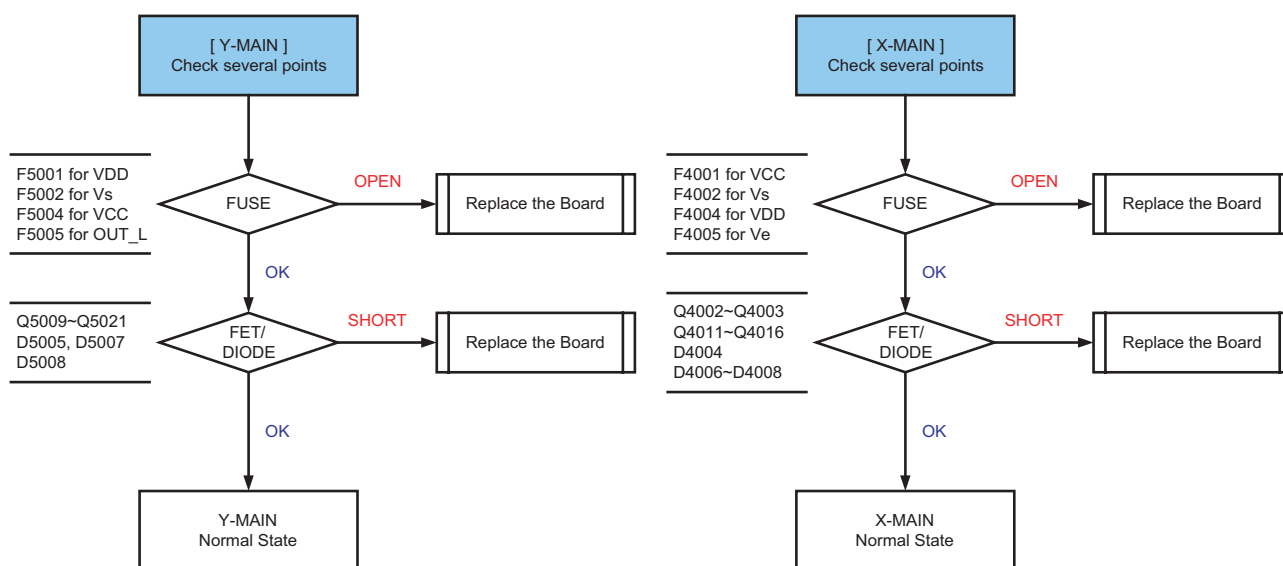 [ Y-MAIN ]
Check several points
F5001 for VDD
F5002 for Vs
F5004 for VCC
F5005 for OUT_L
FUSE
OPEN
Replace the Board
OK
Q5009~Q5021
D5005, D5007
D5008
FET/
DIODE
SHORT
Replace the Board
OK
Y-MAIN
Normal State
[ X-MAIN ]
Check several points
F4001 for VCC
F4002 for Vs
F4004 for VDD
F4005 for Ve
FUSE
OPEN
Replace the Board
OK
Q4002~Q4003
Q4011~Q4016
D4004
D4006~D4008
FET/
DIODE
SHORT
Replace the Board
OK
X-MAIN
Normal State